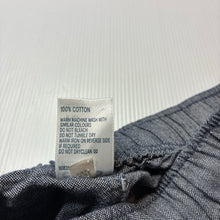 100% COTTON
WARM MACHINE WASH WITH
SIMILAR COLOURS
DO NOT BLEACH
DO NOT TUMBLE DRY
WARM IRON ON REVERSE SIDE
IF REQUIRED
DO NOT DRYCLEAN